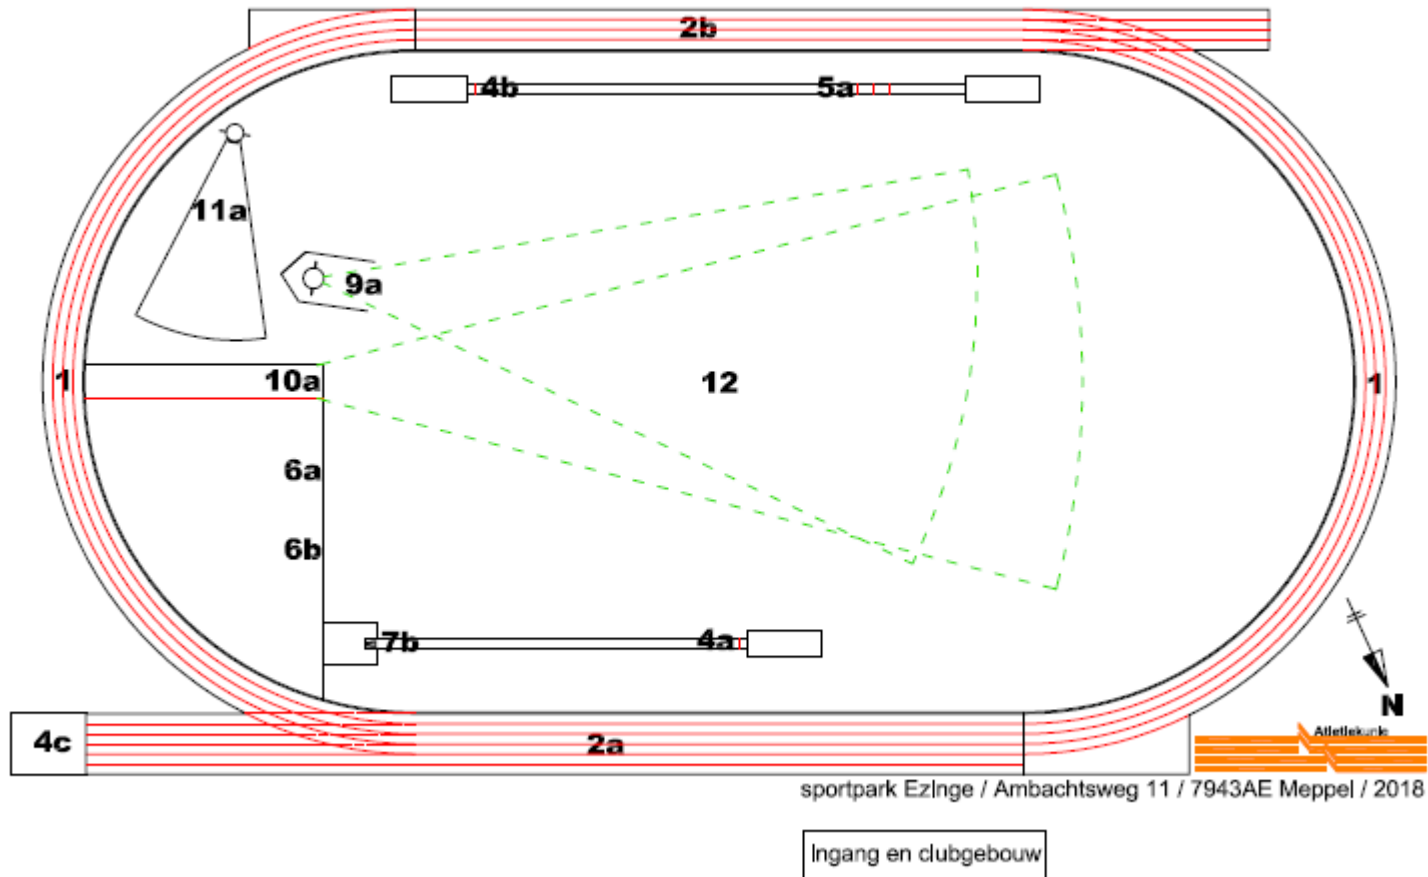 2b
4b 5a
11a
9a
1 10a 12 1
6a
6b
7b 4a
N
4c 2a
Atletiekunie
sportpark Ezinge / Ambachtsweg 11 / 7943AE Meppel / 2018
Ingang en clubgebouw